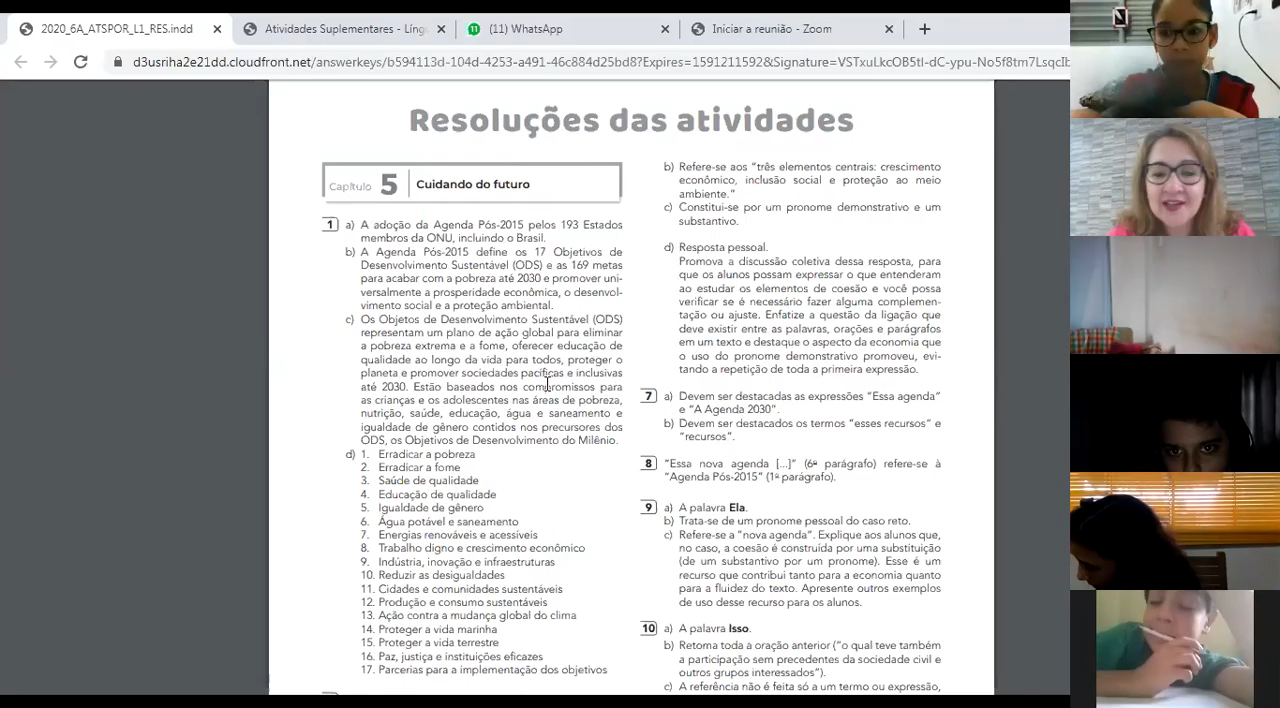 2020_6A_ATSPOR_L1_RES.indd
Atividades Suplementares - Líng
(11) WhatsApp
Iniciar a reunião - Zoom
d3usriha2e21dd.cloudfront.net/answerkeys/b594113d-104d-4253-a491-46c884d25bd8?Expires=1591211592&Signature=VSTxuLkcOB5tl-dC-ypu-No5f8tm7LsqcIb
Resoluções das atividades
Capítulo 5 Cuidando do futuro
1 a) A adoção da Agenda Pós-2015 pelos 193 Estados
membros da ONU, incluindo o Brasil.
b) A Agenda Pós-2015 define os 17 Objetivos de
Desenvolvimento Sustentável (ODS) e as 169 metas
para acabar com a pobreza até 2030 e promover uni-
versalmente a prosperidade econômica, o desenvol-
vimento social e a proteção ambiental.
c) Os Objetos de Desenvolvimento Sustentável (ODS)
representam um plano de ação global para eliminar
a pobreza extrema e a fome, oferecer educação de
qualidade ao longo da vida para todos, proteger o
planeta e promover sociedades pacíficas e inclusivas
até 2030. Estão baseados nos compromissos para
as crianças e os adolescentes nas áreas de pobreza,
nutrição, saúde, educação, água e saneamento e
igualdade de gênero contidos nos precursores dos
ODS, os Objetivos de Desenvolvimento do Milênio.
d) 1. Erradicar a pobreza
2. Erradicar a fome
3. Saúde de qualidade
4. Educação de qualidade
5. Igualdade de gênero
6. Água potável e saneamento
7. Energias renováveis e acessíveis
8. Trabalho digno e crescimento econômico
9. Indústria, inovação e infraestruturas
10. Reduzir as desigualdades
11. Cidades e comunidades sustentáveis
12. Produção e consumo sustentáveis
13. Ação contra a mudança global do clima
14. Proteger a vida marinha
15. Proteger a vida terrestre
16. Paz, justiça e instituições eficazes
17. Parcerias para a implementação dos objetivos
b) Refere-se aos “três elementos centrais: crescimento
econômico, inclusão social e proteção ao meio
ambiente.”
c) Constitui-se por um pronome demonstrativo e um
substantivo.
d) Resposta pessoal.
Promova a discussão coletiva dessa resposta, para
que os alunos possam expressar o que entenderam
ao estudar os elementos de coesão e você possa
verificar se é necessário fazer alguma complemen-
tação ou ajuste. Enfatize a questão da ligação que
deve existir entre as palavras, orações e parágrafos
em um texto e destaque o aspecto da economia que
o uso do pronome demonstrativo promoveu, evi-
tando a repetição de toda a primeira expressão.
7 a) Devem ser destacadas as expressões “Essa agenda”
e “A Agenda 2030”.
b) Devem ser destacados os termos “esses recursos” e
“recursos”.
8 “Essa nova agenda [...]” (6º parágrafo) refere-se à
“Agenda Pós-2015” (1º parágrafo).
9 a) A palavra Ela.
b) Trata-se de um pronome pessoal do caso reto.
c) Refere-se a “nova agenda”. Explique aos alunos que,
no caso, a coesão é construída por uma substituição
(de um substantivo por um pronome). Esse é um
recurso que contribui tanto para a economia quanto
para a fluidez do texto. Apresente outros exemplos
de uso desse recurso para os alunos.
10 a) A palavra Isso.
b) Retoma toda a oração anterior (“o qual teve também
a participação sem precedentes da sociedade civil e
outros grupos interessados”).
c) A referência não é feita só a um termo ou expressão,